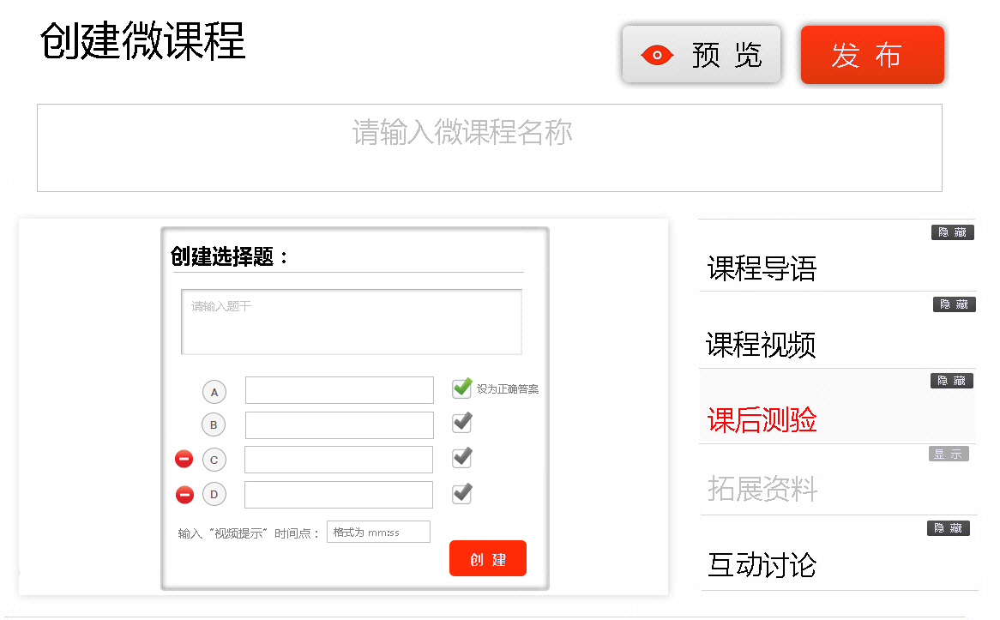 创建微课程
预 览
发 布
请输入微课程名称
创建选择题：
请输入题干
A
设为正确答案
B
C
D
输入“视频提示”时间点：
格式为 mm:ss
创 建
隐 藏
课程导语
隐 藏
课程视频
隐 藏
课后测验
显 示
拓展资料
隐 藏
互动讨论